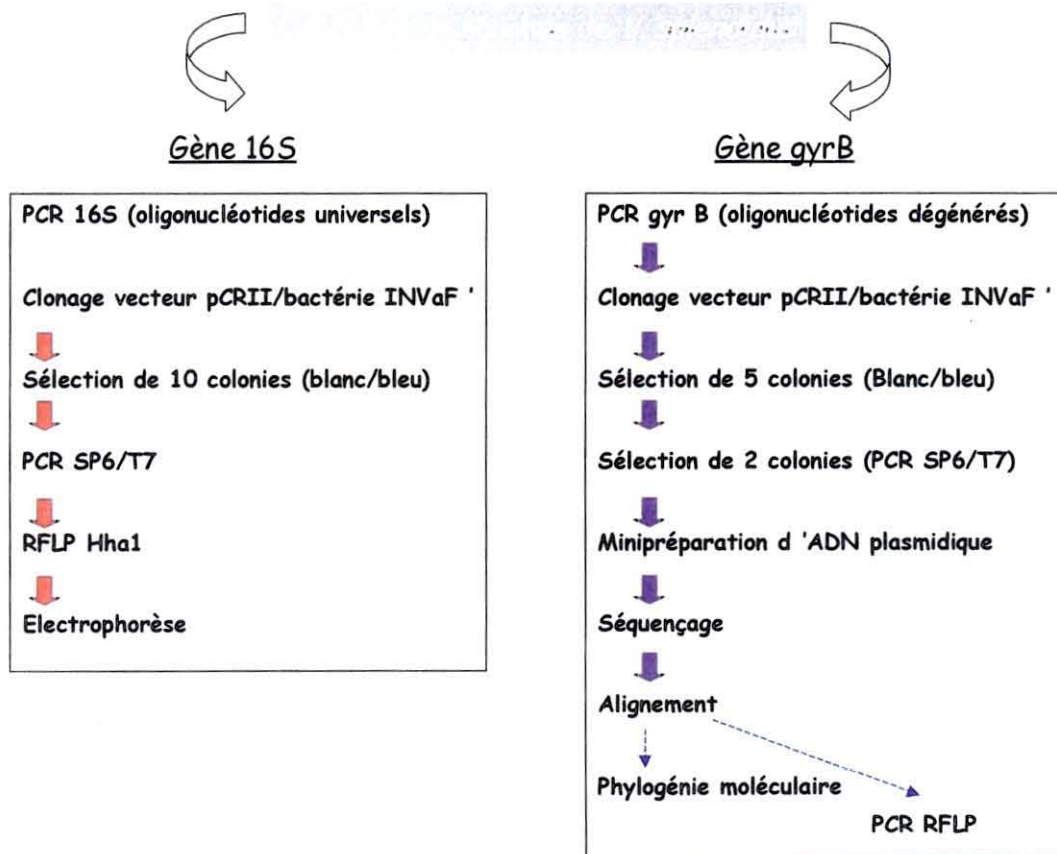 Gène 16S
PCR 16S (oligonucléotides universels)
Clonage vecteur pCRII/bactérie INVaF '
Sélection de 10 colonies (blanc/bleu)
PCR SP6/T7
RFLP Hha1
Electrophorèse
Gène gyrB
PCR gyr B (oligonucléotides dégénérés)
Clonage vecteur pCRII/bactérie INVaF '
Sélection de 5 colonies (Blanc/bleu)
Sélection de 2 colonies (PCR SP6/T7)
Minipréparation d 'ADN plasmidique
Séquençage
Alignement
Phylogénie moléculaire
PCR RFLP